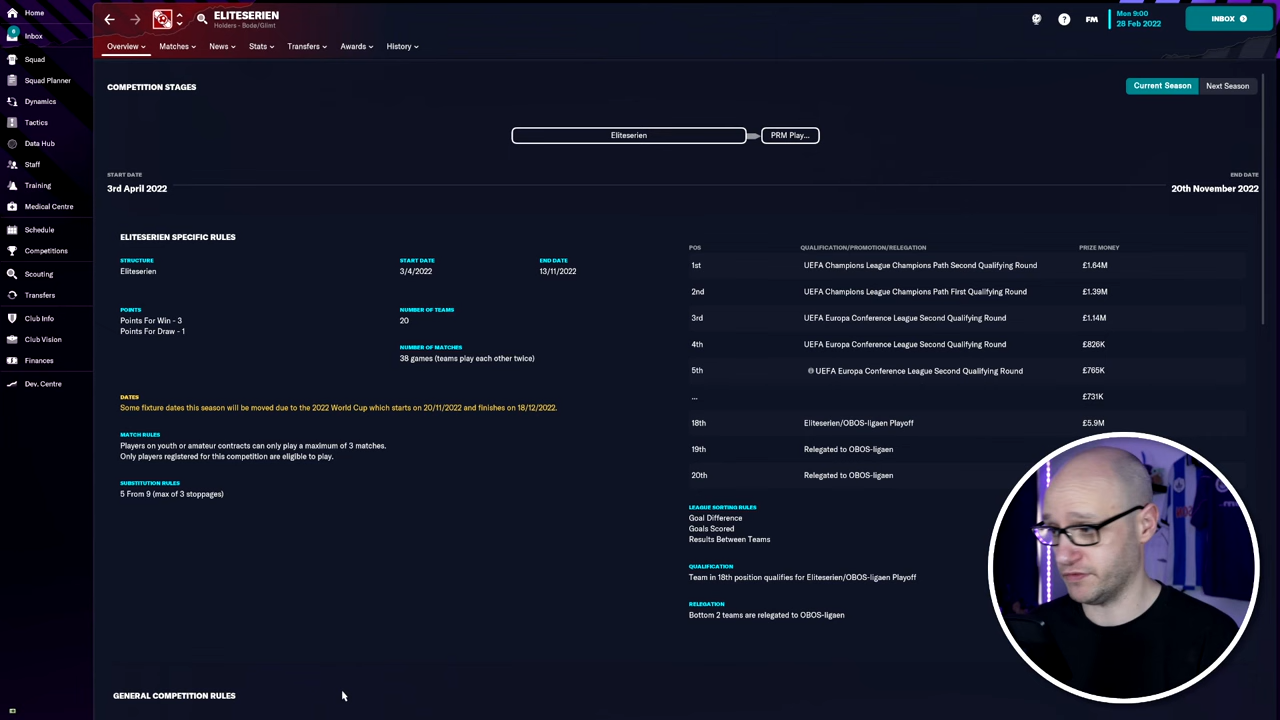 Home
Inbox
Squad
Squad Planner
Dynamics
Tactics
Data Hub
Staff
Training
Medical Centre
Schedule
Competitions
Scouting
Transfers
Club Info
Club Vision
Finances
Dev. Centre
ELITESERIEN
Holders - Bodø/Glimt
?
FM
Mon 9:00
28 Feb 2022
INBOX
Overview
Matches
News
Stats
Transfers
Awards
History
COMPETITION STAGES
Current Season
Next Season
Eliteserien
PRM Play...
START DATE
3rd April 2022
END DATE
20th November 2022
ELITESERIEN SPECIFIC RULES
STRUCTURE
Eliteserien
START DATE
3/4/2022
END DATE
13/11/2022
POINTS
Points For Win - 3
Points For Draw - 1
NUMBER OF TEAMS
20
NUMBER OF MATCHES
38 games (teams play each other twice)
DATES
Some fixture dates this season will be moved due to the 2022 World Cup which starts on 20/11/2022 and finishes on 18/12/2022.
MATCH RULES
Players on youth or amateur contracts can only play a maximum of 3 matches.
Only players registered for this competition are eligible to play.
SUBSTITUTION RULES
5 From 9 (max of 3 stoppages)
POS QUALIFICATION/PROMOTION/RELEGATION PRIZE MONEY
1st UEFA Champions League Champions Path Second Qualifying Round £1.64M
2nd UEFA Champions League Champions Path First Qualifying Round £1.39M
3rd UEFA Europa Conference League Second Qualifying Round £1.14M
4th UEFA Europa Conference League Second Qualifying Round £826K
5th UEFA Europa Conference League Second Qualifying Round £765K
... £731K
18th Eliteserien/OBOS-ligaen Playoff £5.9M
19th Relegated to OBOS-ligaen
20th Relegated to OBOS-ligaen
LEAGUE SORTING RULES
Goal Difference
Goals Scored
Results Between Teams
QUALIFICATION
Team in 18th position qualifies for Eliteserien/OBOS-ligaen Playoff
RELEGATION
Bottom 2 teams are relegated to OBOS-ligaen
GENERAL COMPETITION RULES